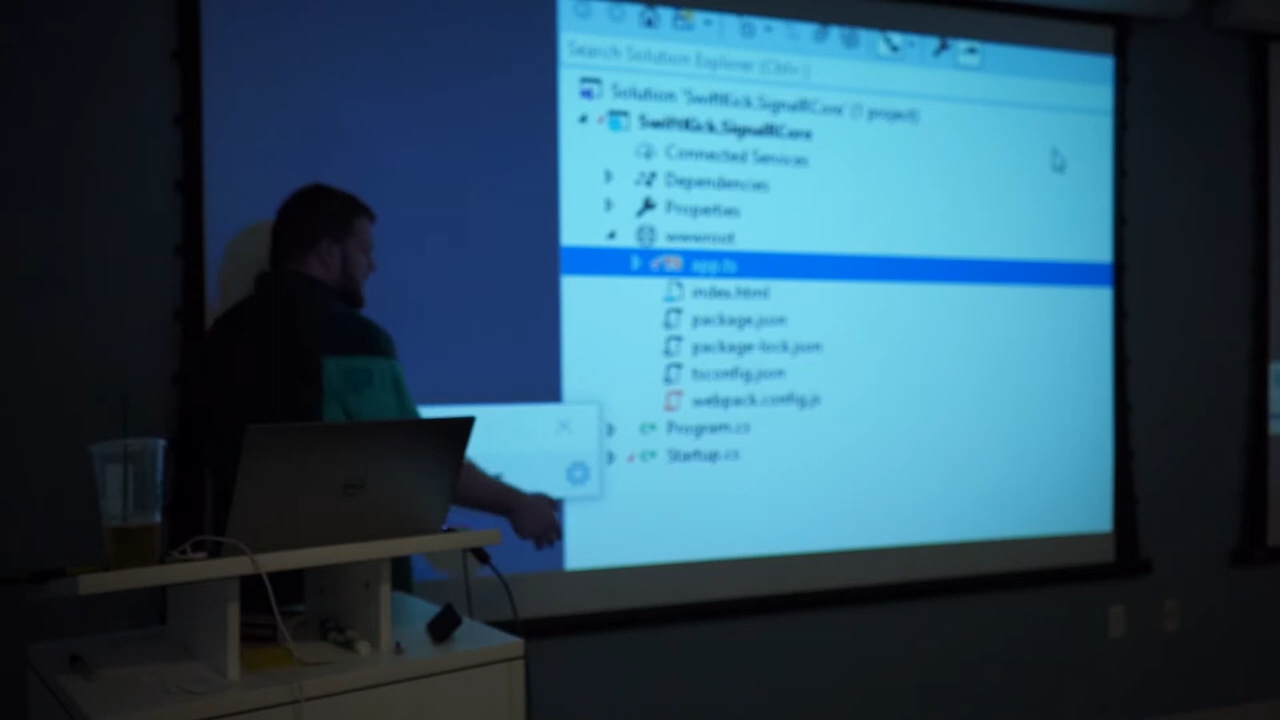 Search Solution Explorer (Ctrl+;)
Solution 'SwiftKick.SignalRCore' (1 project)
SwiftKick.SignalRCore
Connected Services
Dependencies
Properties
wwwroot
app.ts
index.html
package.json
package-lock.json
tsconfig.json
webpack.config.js
Program.cs
Startup.cs
DELL